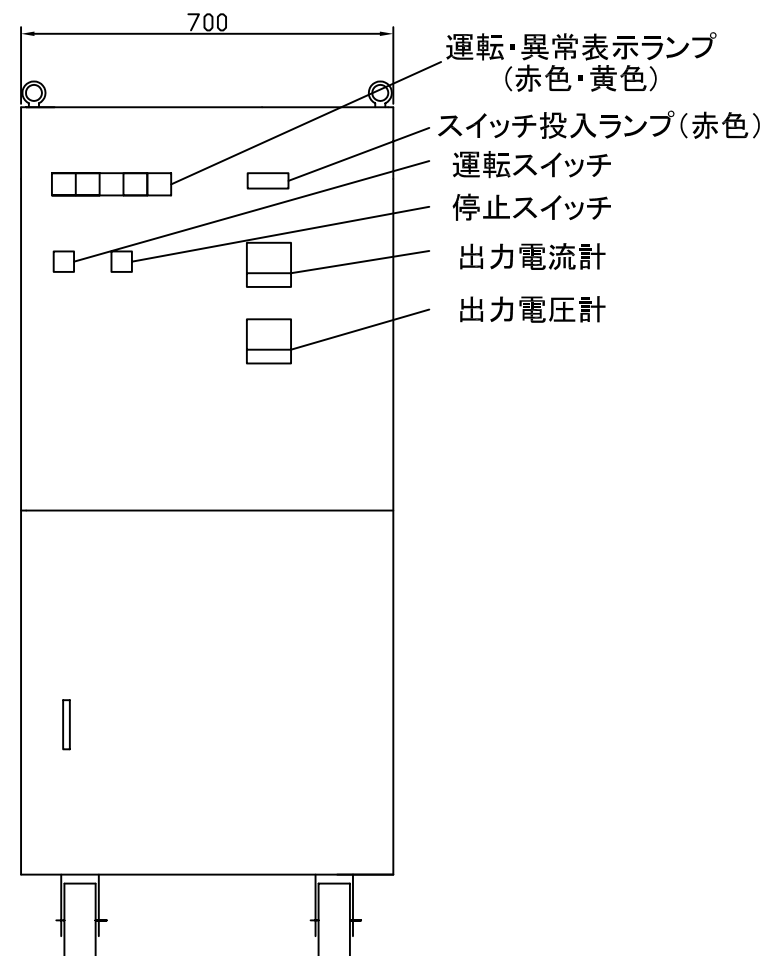 700
運転・異常表示ランプ
(赤色・黄色)
スイッチ投入ランプ(赤色)
運転スイッチ
停止スイッチ
出力電流計
出力電圧計